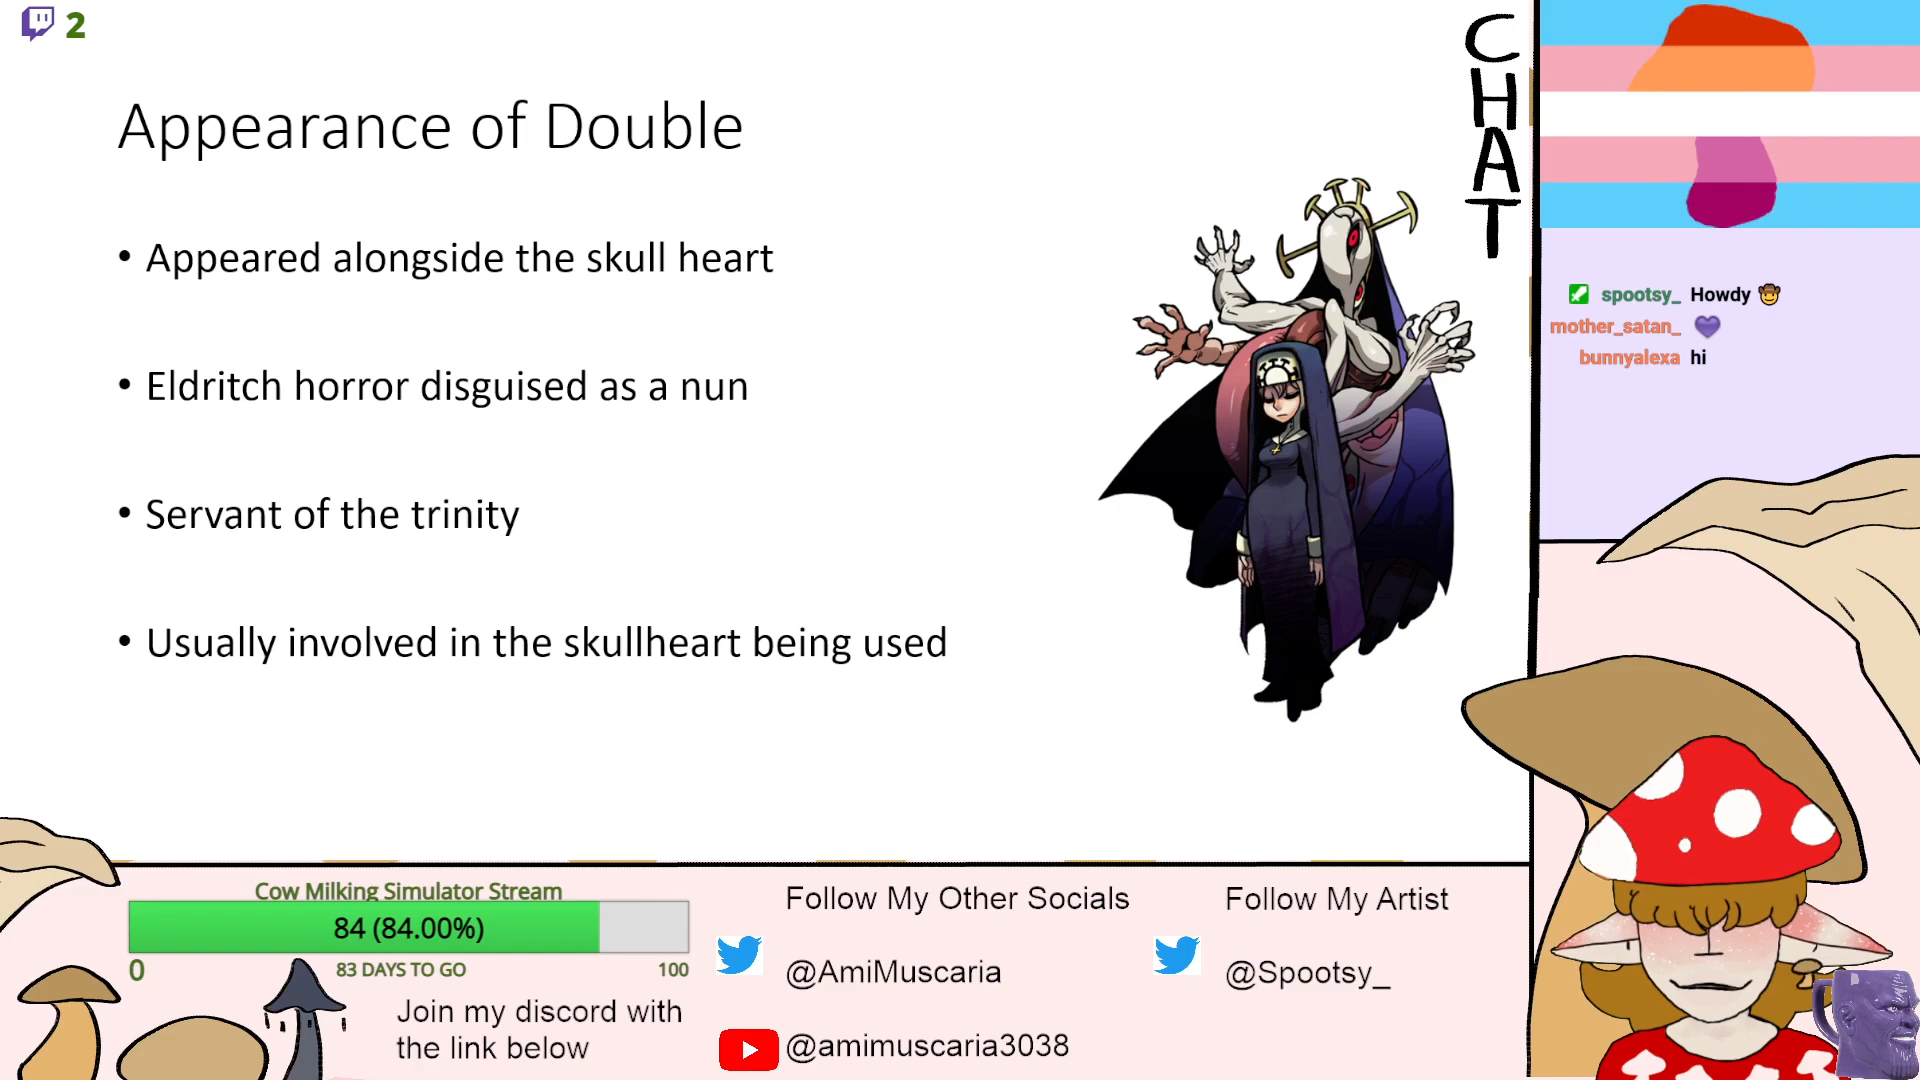 2
Appearance of Double
• Appeared alongside the skull heart
• Eldritch horror disguised as a nun
• Servant of the trinity
• Usually involved in the skullheart being used
CHAT
spootsy_ Howdy 🤠
mother_satan_ 💜
bunnyalexa hi
Cow Milking Simulator Stream
84 (84.00%)
0 83 DAYS TO GO 100
Join my discord with
the link below
Follow My Other Socials
@AmiMuscaria
@amimuscaria3038
Follow My Artist
@Spootsy_